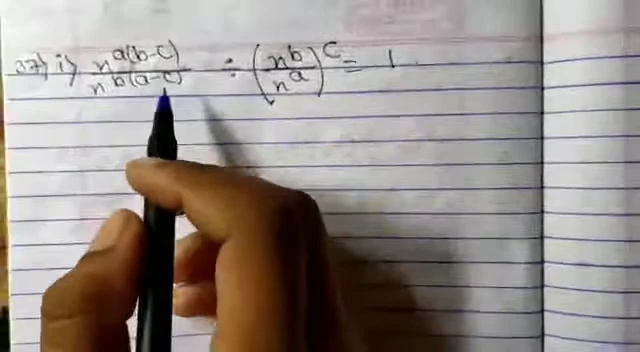 37) i) n^a(b-c) / n^b(a-c) ÷ (n^b / n^a)^c = 1